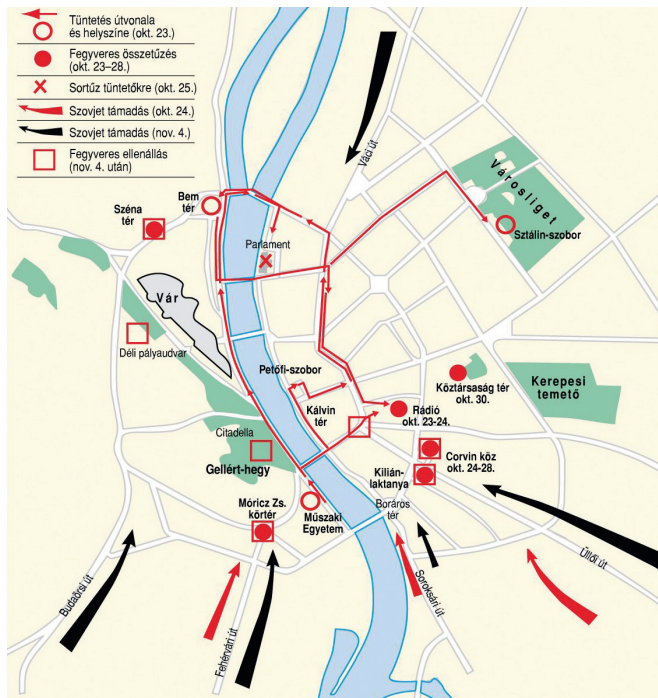 Tüntetés útvonala
és helyszíne (okt. 23.)
Fegyveres összetűzés
(okt. 23–28.)
Sortűz tüntetőkre (okt. 25.)
Szovjet támadás (okt. 24.)
Szovjet támadás (nov. 4.)
Fegyveres ellenállás
(nov. 4. után)
Váci út
Városliget
Sztálin-szobor
Bem
tér
Széna
tér
Parlament
Vár
Déli pályaudvar
Petőfi-szobor
Kálvin
tér
Rádió
okt. 23-24.
Köztársaság tér
okt. 30.
Kerepesi
temető
Citadella
Gellért-hegy
Corvin köz
okt. 24-28.
Kilián-
laktanya
Móricz Zs.
körtér
Műszaki
Egyetem
Boráros
tér
Budaörsi út
Fehérvári út
Soroksári út
Üllői út